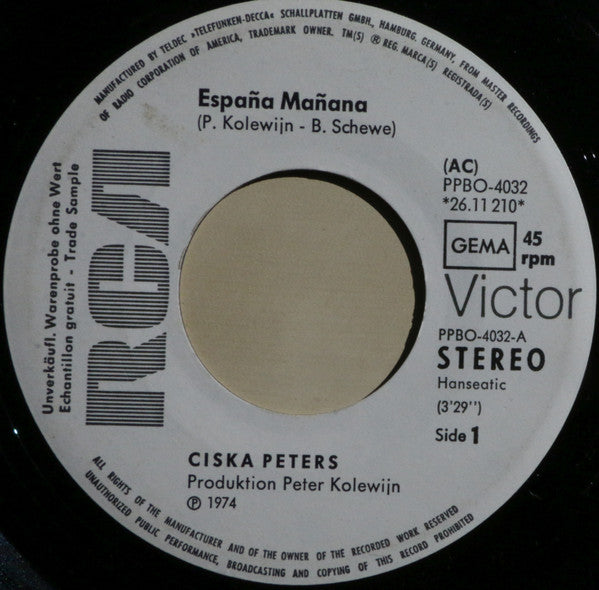 MANUFACTURED BY TELDEC »TELEFUNKEN-DECCA« SCHALLPLATTEN GMBH., HAMBURG, GERMANY, FROM MASTER RECORDINGS
OF RADIO CORPORATION OF AMERICA, TRADEMARK OWNER. TM(S) ® REG. MARCA(S) REGISTRADA(S)
España Mañana
(P. Kolewijn - B. Schewe)
Unverkäufl. Warenprobe ohne Wert
Echantillon gratuit - Trade Sample
RCA
(AC)
PPBO-4032
*26.11 210*
GEMA
45
rpm
Victor
PPBO-4032-A
STEREO
Hanseatic
(3'29'')
Side 1
CISKA PETERS
Produktion Peter Kolewijn
℗ 1974
ALL RIGHTS OF THE MANUFACTURER AND OF THE OWNER OF THE RECORDED WORK RESERVED
UNAUTHORIZED PUBLIC PERFORMANCE, BROADCASTING AND COPYING OF THIS RECORD PROHIBITED